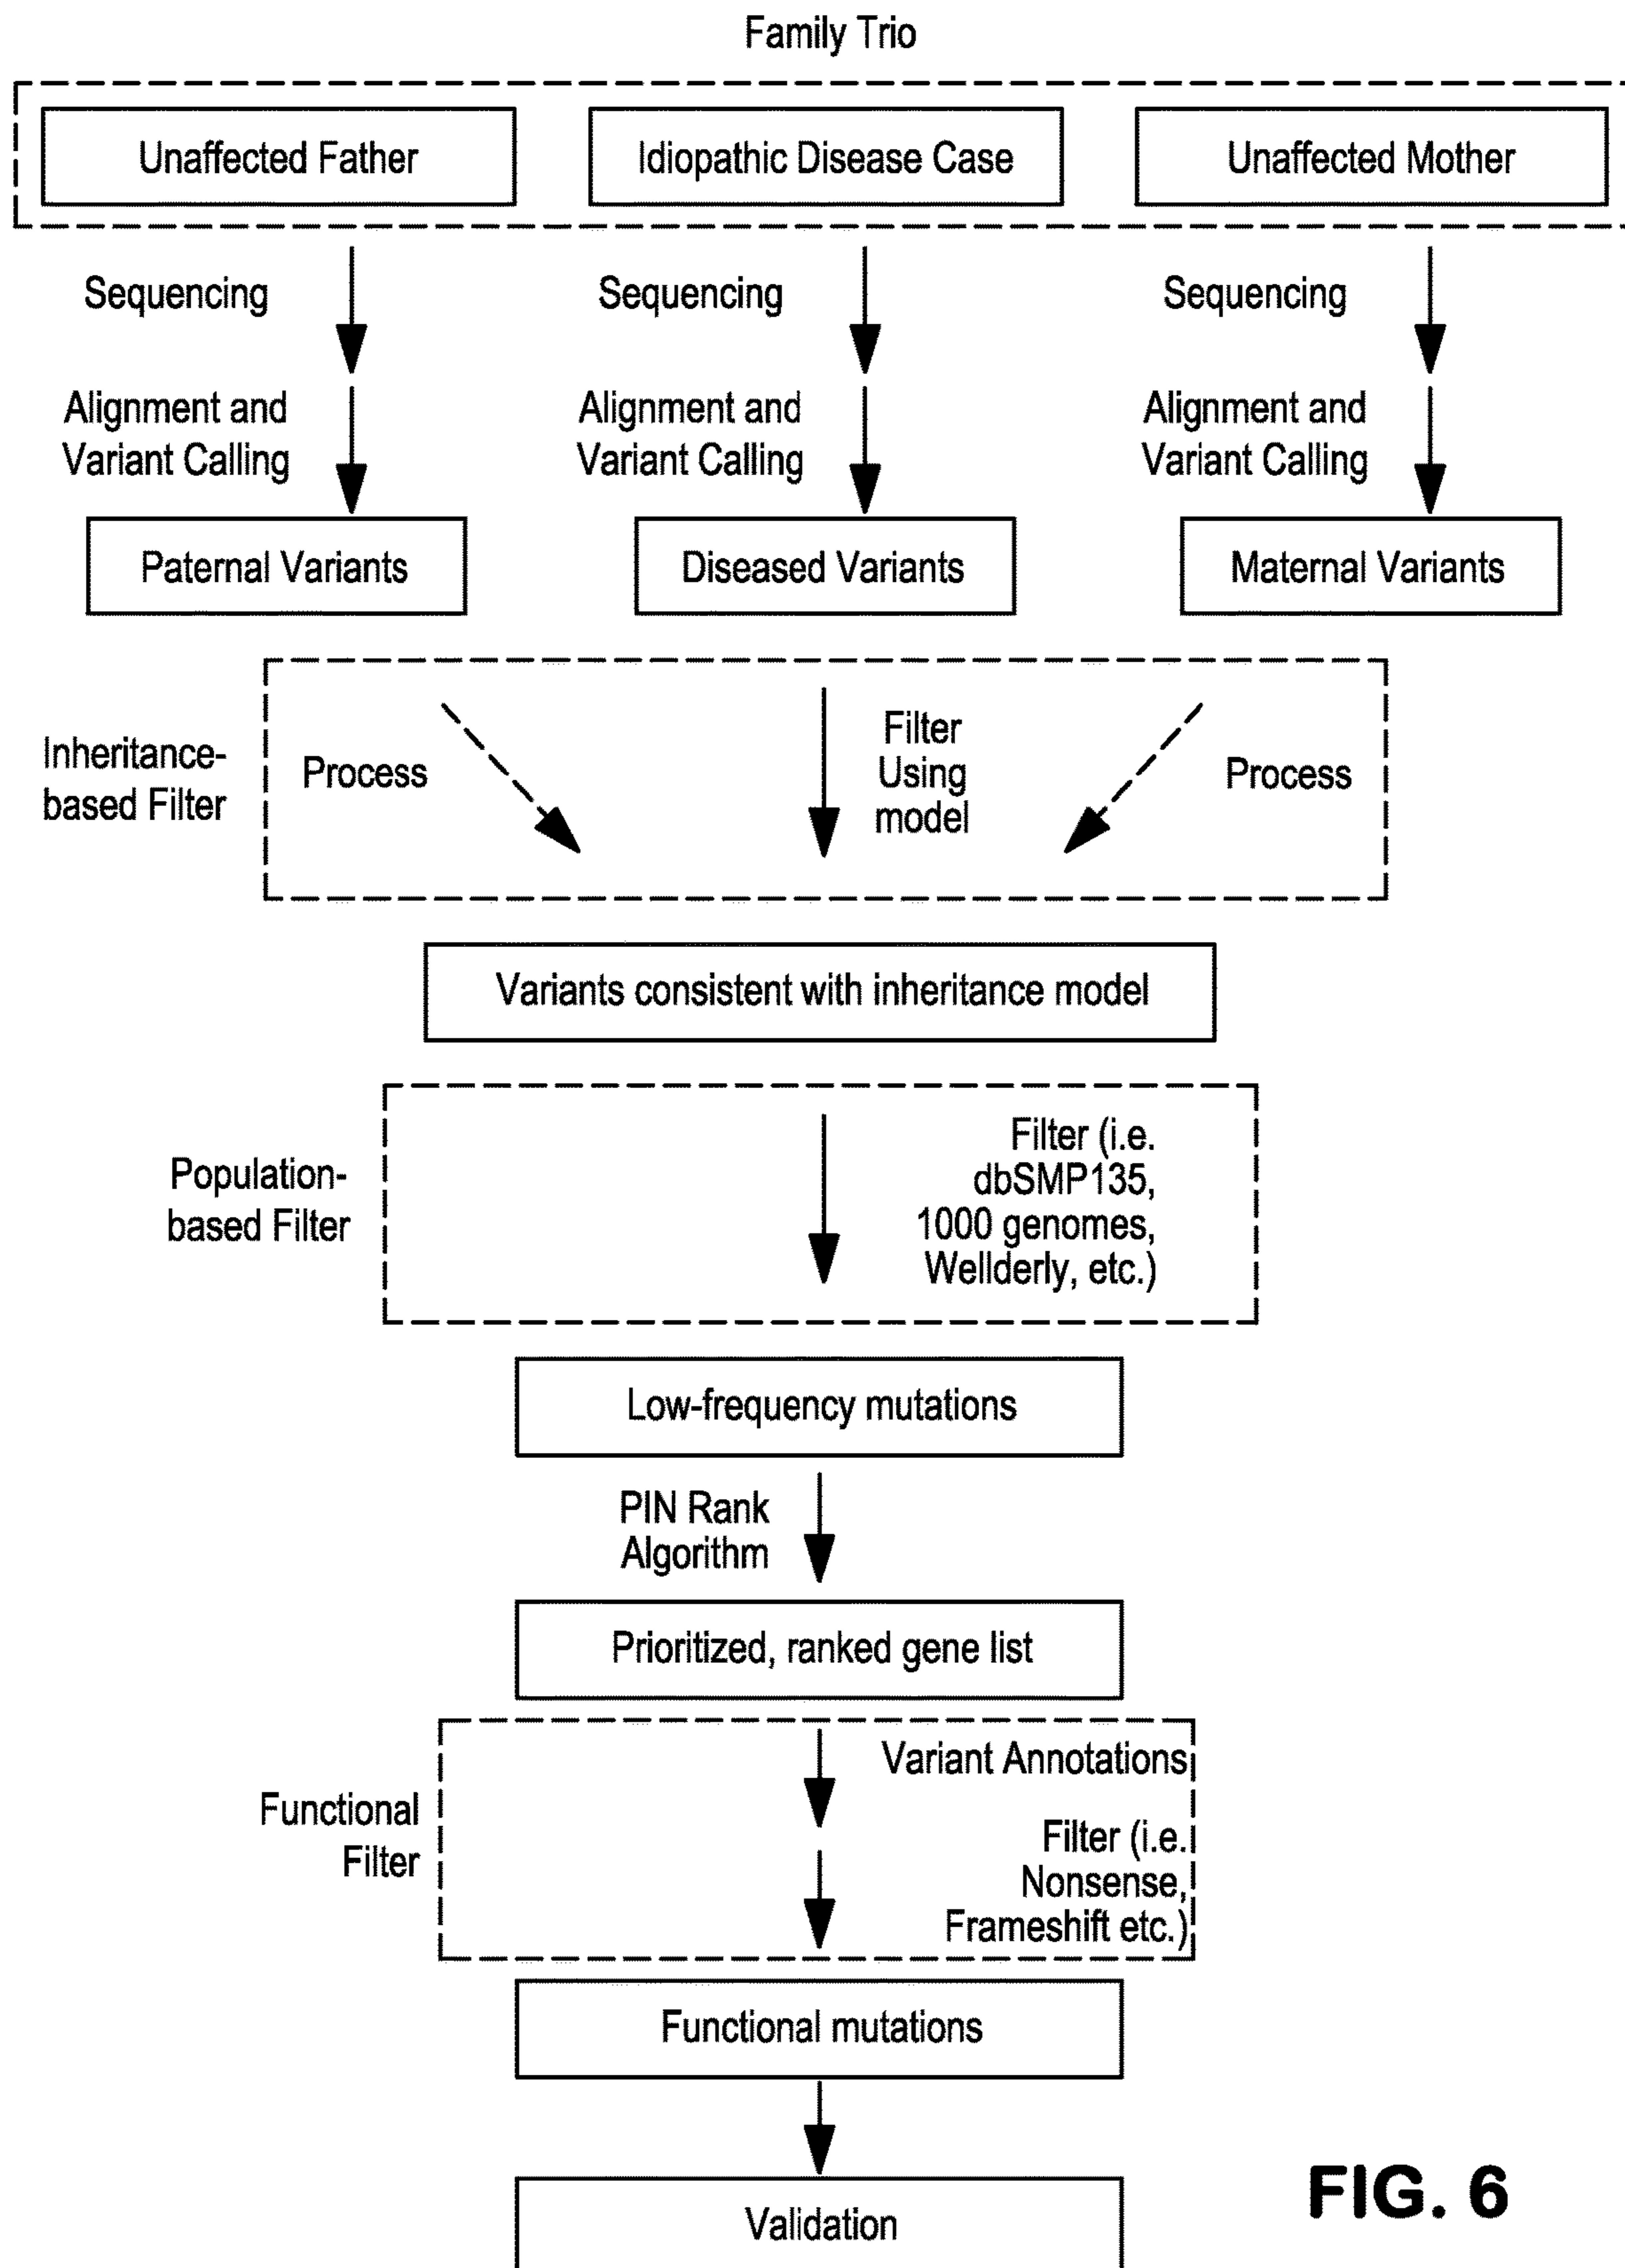 Family Trio
Unaffected Father
Idiopathic Disease Case
Unaffected Mother
Sequencing
Sequencing
Sequencing
Alignment and
Variant Calling
Alignment and
Variant Calling
Alignment and
Variant Calling
Paternal Variants
Diseased Variants
Maternal Variants
Inheritance-
based Filter
Process
Filter
Using
model
Process
Variants consistent with inheritance model
Population-
based Filter
Filter (i.e.
dbSMP135,
1000 genomes,
Wellderly, etc.)
Low-frequency mutations
PIN Rank
Algorithm
Prioritized, ranked gene list
Functional
Filter
Variant Annotations
Filter (i.e.
Nonsense,
Frameshift etc.)
Functional mutations
Validation
FIG. 6